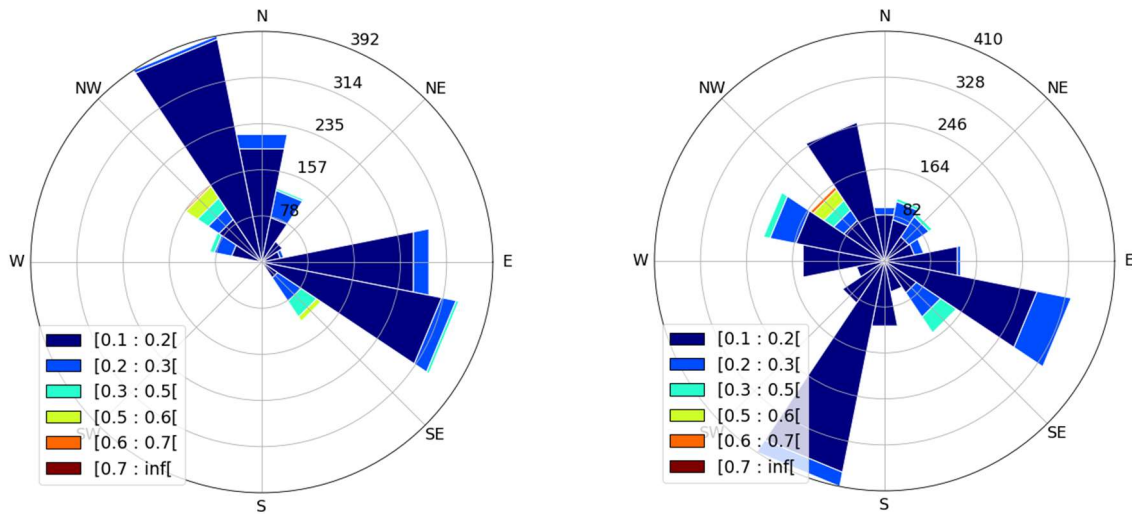 N
392
NW
NE
314
235
157
78
W
E
[0.1 : 0.2[
[0.2 : 0.3[
[0.3 : 0.5[
[0.5 : 0.6[
SW
[0.6 : 0.7[
[0.7 : inf[
SE
S
N
410
NW
NE
328
246
164
82
W
E
[0.1 : 0.2[
[0.2 : 0.3[
[0.3 : 0.5[
[0.5 : 0.6[
SW
[0.6 : 0.7[
[0.7 : inf[
SE
S